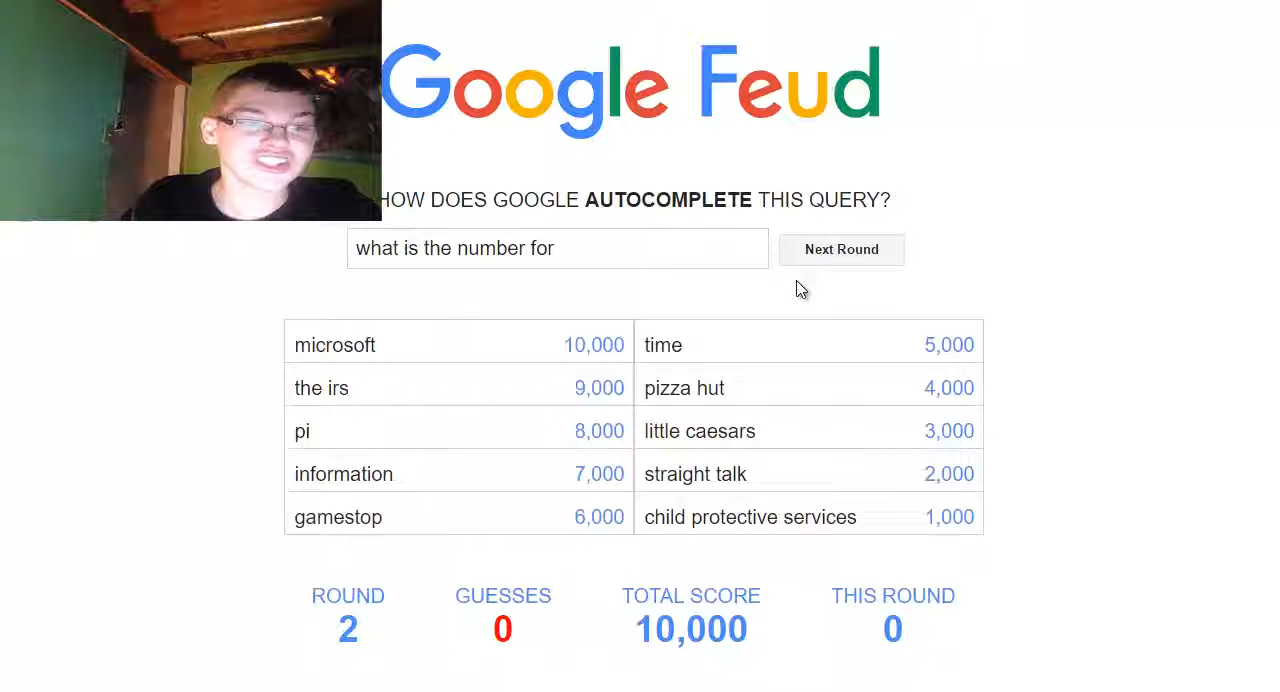 Google Feud
HOW DOES GOOGLE AUTOCOMPLETE THIS QUERY?
what is the number for
Next Round
microsoft 10,000 time 5,000
the irs 9,000 pizza hut 4,000
pi 8,000 little caesars 3,000
information 7,000 straight talk 2,000
gamestop 6,000 child protective services 1,000
ROUND GUESSES TOTAL SCORE THIS ROUND
2 0 10,000 0